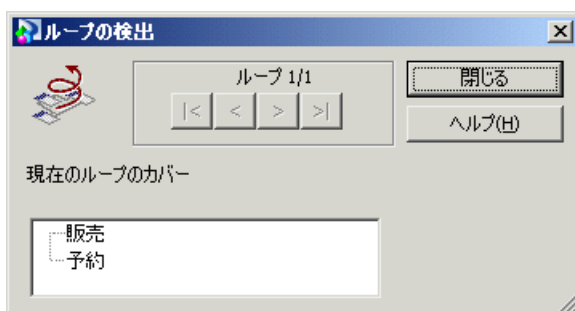 ループの検出
ループ 1/1
|< < > >|
閉じる
ヘルプ(H)
現在のループのカバー
販売
予約